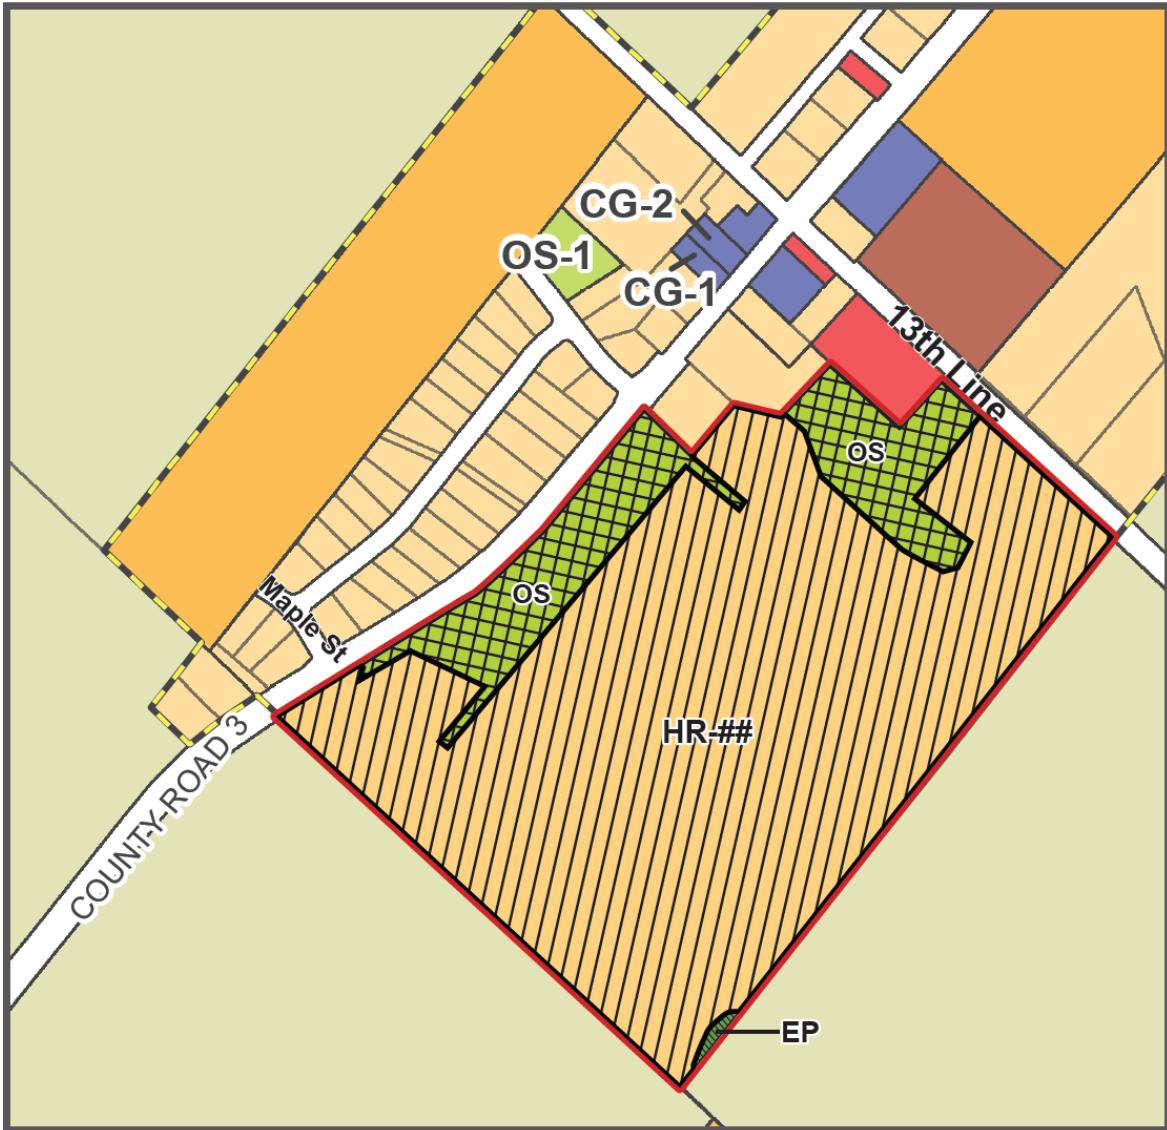 CG-2
OS-1
CG-1
13th Line
OS
OS
Maple St
HR-##
COUNTY ROAD 3
EP